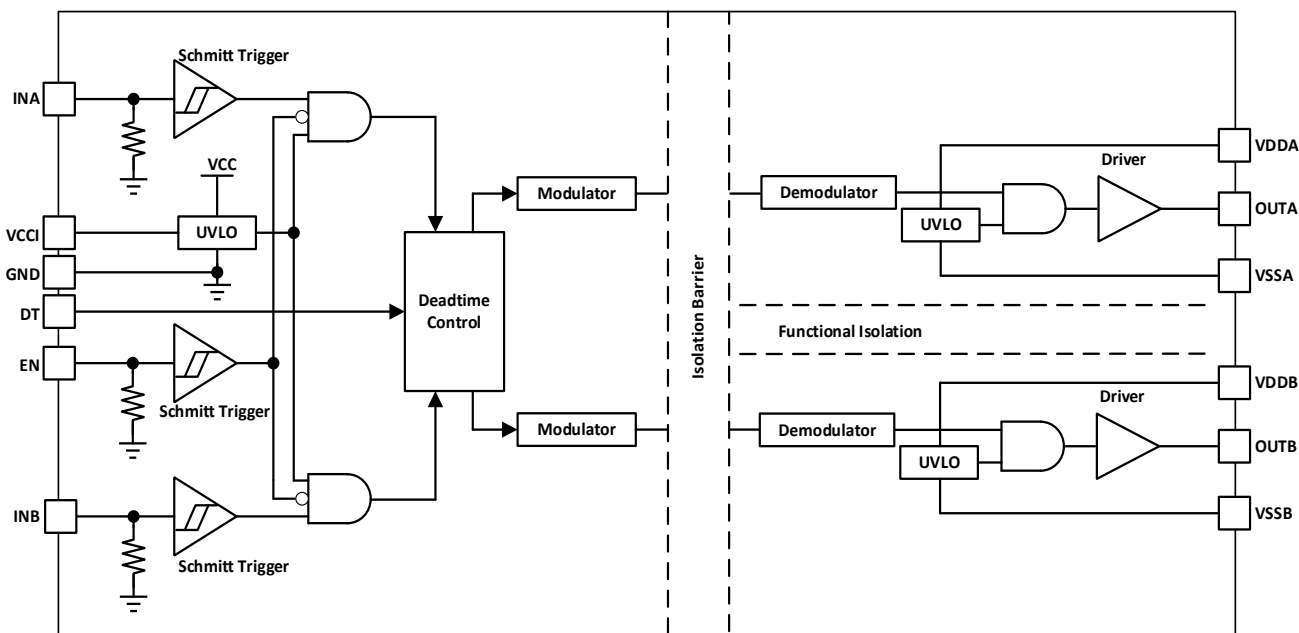 Schmitt Trigger
INA
VCC
VCCI
UVLO
GND
DT
EN
Schmitt Trigger
INB
Schmitt Trigger
Deadtime
Control
Modulator
Modulator
Isolation Barrier
Demodulator
UVLO
Driver
VDDA
OUTA
VSSA
Functional Isolation
Demodulator
UVLO
Driver
VDDB
OUTB
VSSB